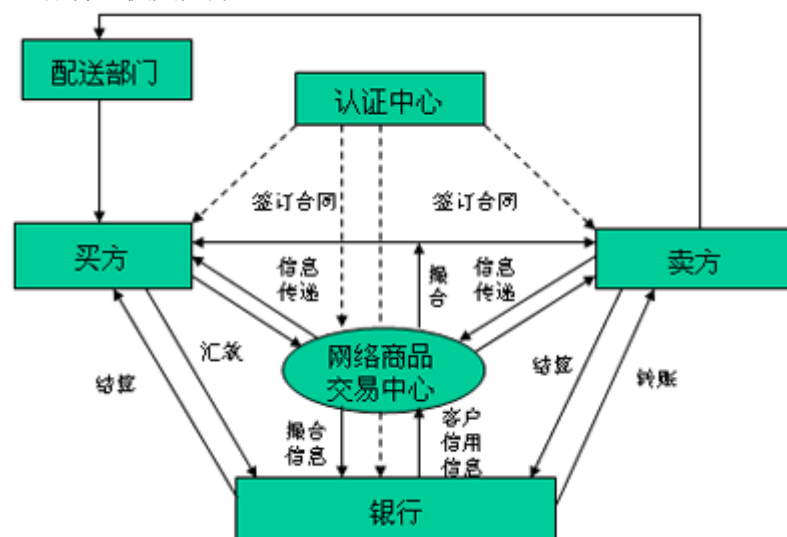 配送部门
认证中心
签订合同
签订合同
买方
卖方
信息
传递
撮
合
信息
传递
汇款
网络商品
交易中心
结算
结算
转账
撮合
信息
客户
信用
信息
银行